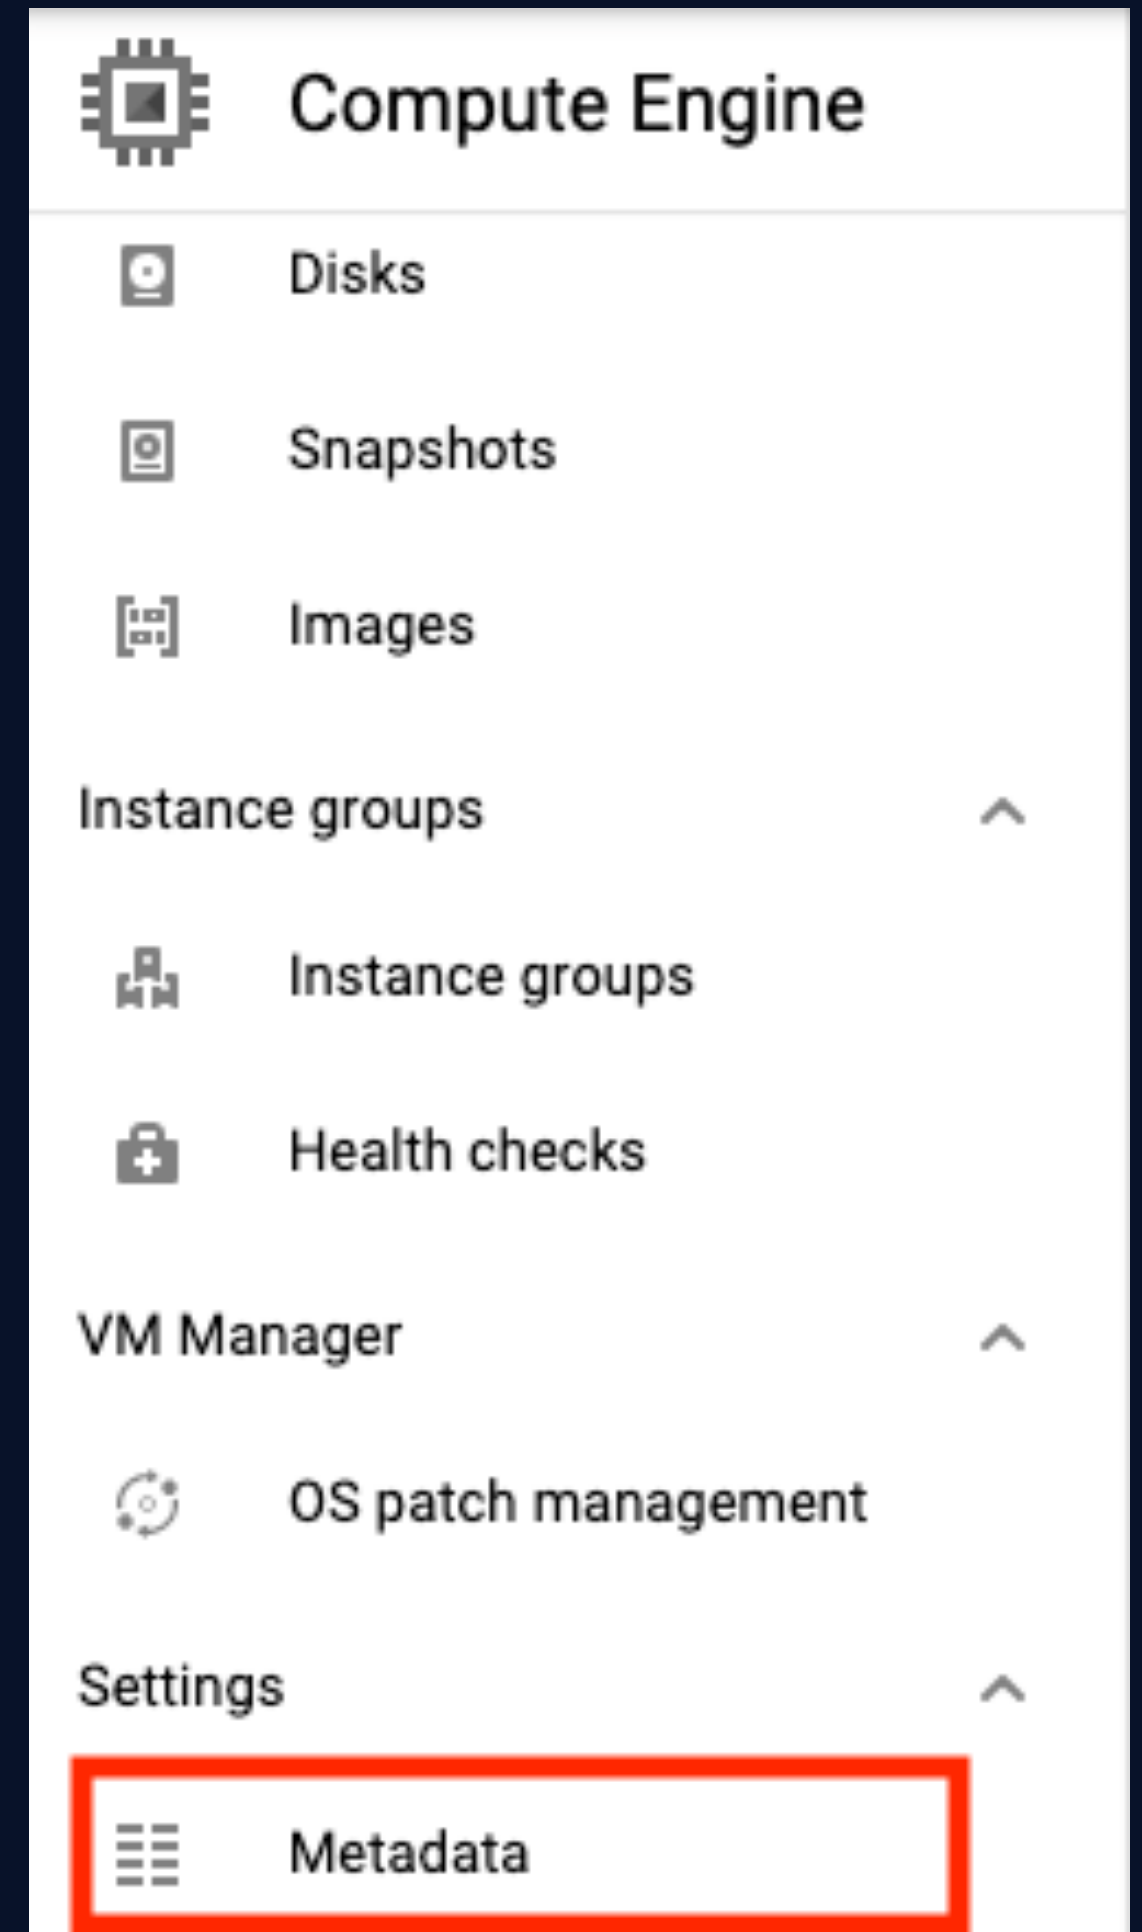 Compute Engine
Disks
Snapshots
Images
Instance groups
Instance groups
Health checks
VM Manager
OS patch management
Settings
Metadata